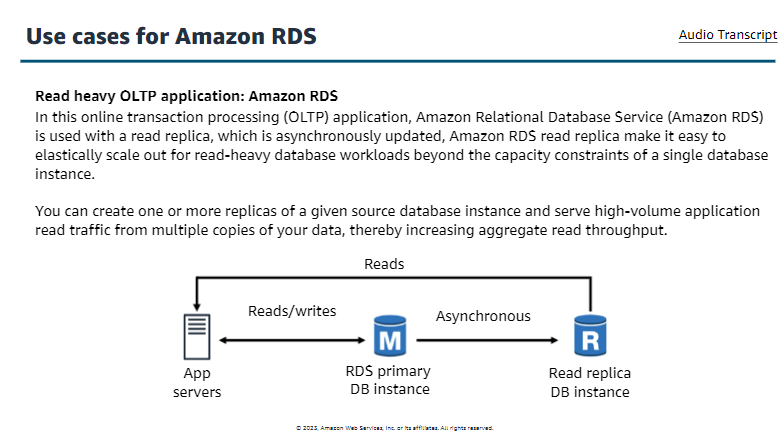 Use cases for Amazon RDS
Audio Transcript
Read heavy OLTP application: Amazon RDS
In this online transaction processing (OLTP) application, Amazon Relational Database Service (Amazon RDS)
is used with a read replica, which is asynchronously updated, Amazon RDS read replica make it easy to
elastically scale out for read-heavy database workloads beyond the capacity constraints of a single database
instance.
You can create one or more replicas of a given source database instance and serve high-volume application
read traffic from multiple copies of your data, thereby increasing aggregate read throughput.
Reads
Reads/writes
Asynchronous
M
R
App
servers
RDS primary
DB instance
Read replica
DB instance
© 2023, Amazon Web Services, Inc. or its affiliates. All rights reserved.